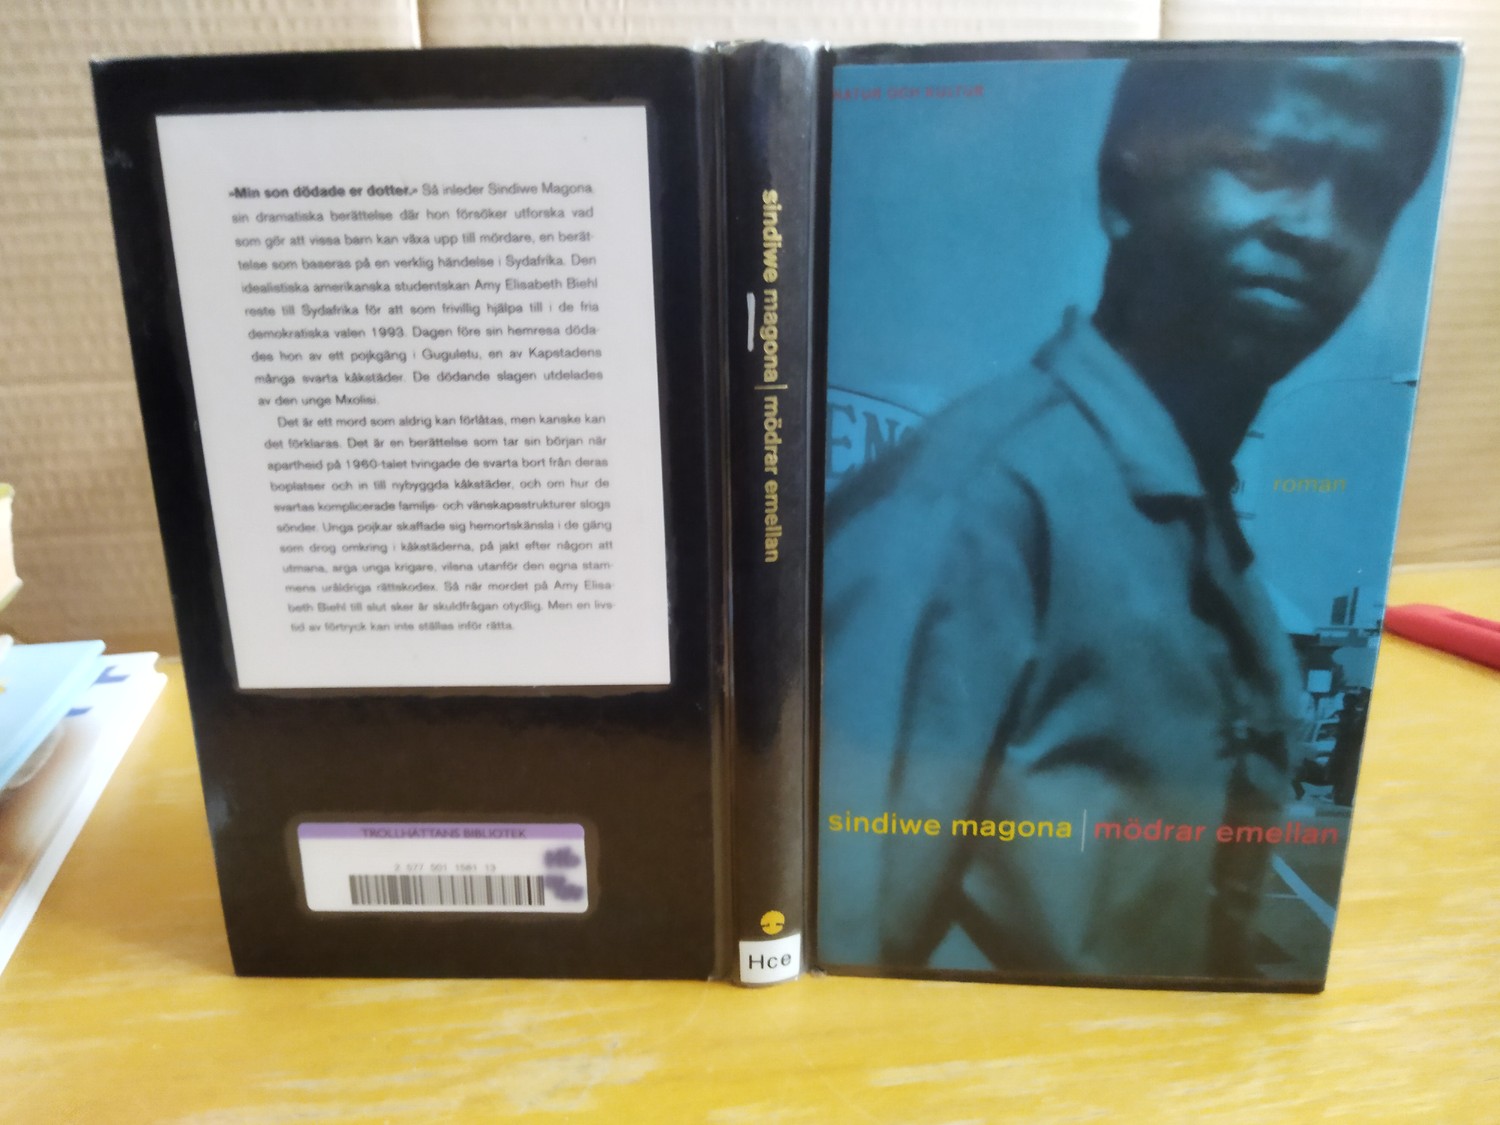 »Min son dödade er dotter.» Så inleder Sindiwe Magona
sin dramatiska berättelse där hon försöker utforska vad
som gör att vissa barn kan växa upp till mördare, en berät-
telse som baseras på en verklig händelse i Sydafrika. Den
idealistiska amerikanska studentskan Amy Elisabeth Biehl
reste till Sydafrika för att som frivillig hjälpa till i de fria
demokratiska valen 1993. Dagen före sin hemresa döda-
des hon av ett pojkgäng i Guguletu, en av Kapstadens
många svarta kåkstäder. De dödande slagen utdelades
av den unge Mxolisi.
Det är ett mord som aldrig kan förlåtas, men kanske kan
det förklaras. Det är en berättelse som tar sin början när
apartheid på 1960-talet tvingade de svarta bort från deras
boplatser och in till nybyggda kåkstäder, och om hur de
svartas komplicerade familje- och vänskapsstrukturer slogs
sönder. Unga pojkar skaffade sig hemortskänsla i de gäng
som drog omkring i kåkstäderna, på jakt efter någon att
utmana, arga unga krigare, vilsna utanför den egna stam-
mens uråldriga rättskodex. Så när mordet på Amy Elisa-
beth Biehl till slut sker är skuldfrågan otydlig. Men en livs-
tid av förtryck kan inte ställas inför rätta.
TROLLHÄTTANS BIBLIOTEK
2 577 501 1581 13
sindiwe magona | mödrar emellan
Hce
NATUR OCH KULTUR
ENS
roman
sindiwe magona | mödrar emellan